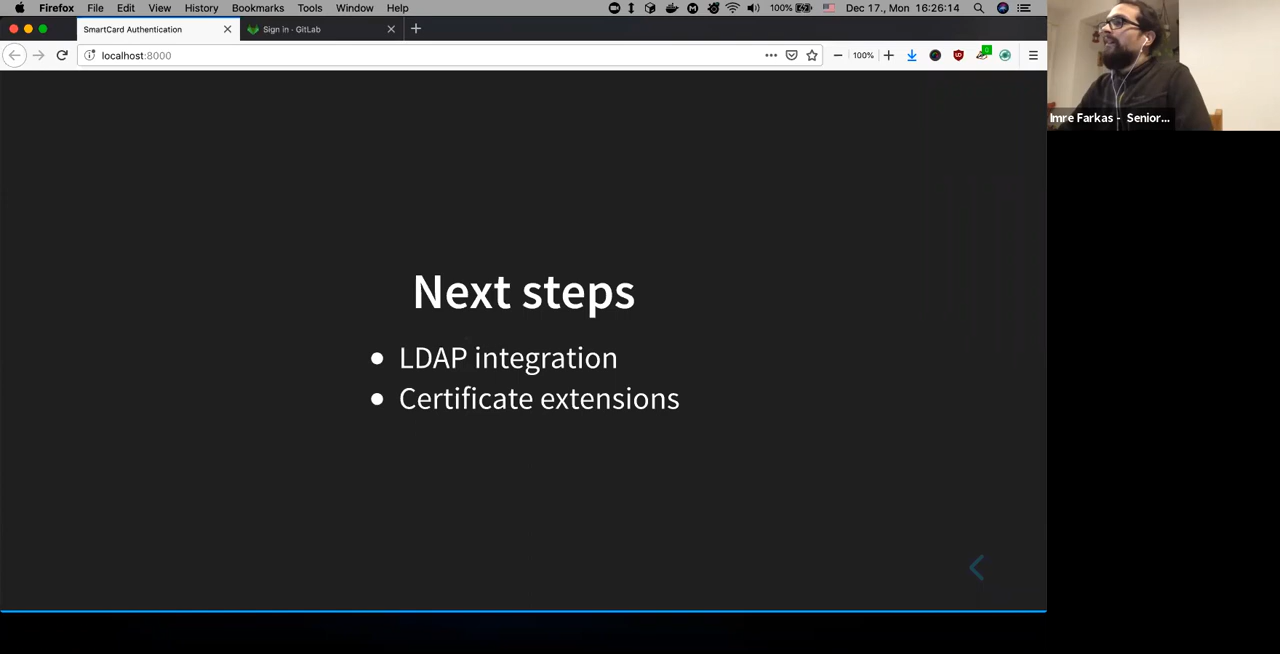 Firefox File Edit View History Bookmarks Tools Window Help 100% Dec 17., Mon 16:26:14
SmartCard Authentication Sign in · GitLab
localhost:8000 100% 0
Imre Farkas - Senior...
Next steps
LDAP integration
Certificate extensions